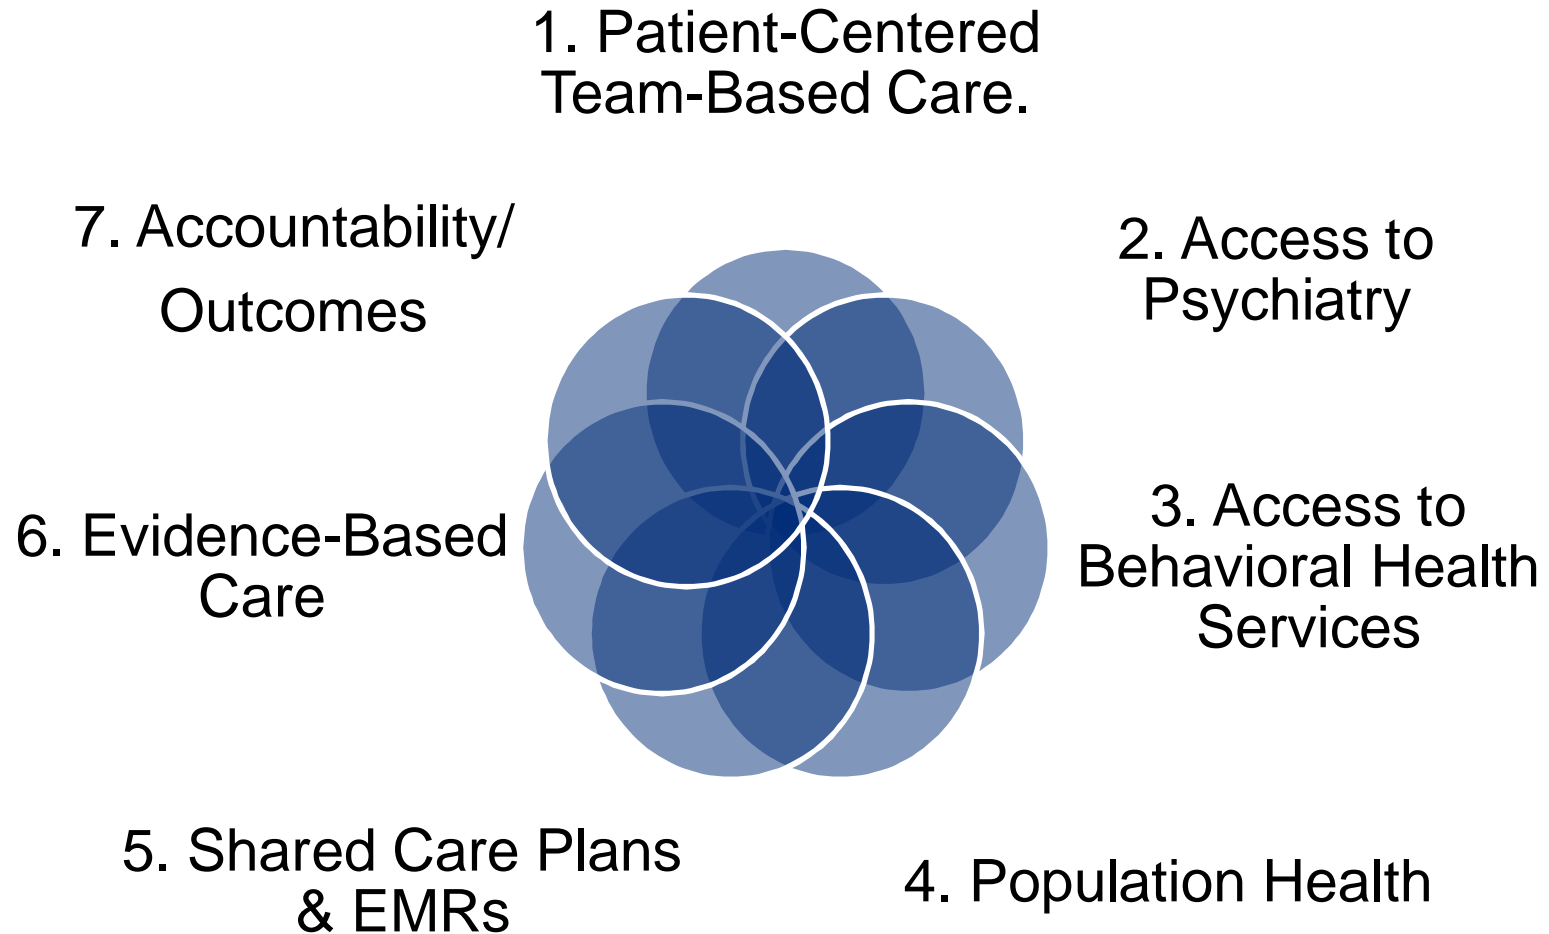 1. Patient-Centered
Team-Based Care.
2. Access to
Psychiatry
3. Access to
Behavioral Health
Services
4. Population Health
5. Shared Care Plans
& EMRs
6. Evidence-Based
Care
7. Accountability/
Outcomes